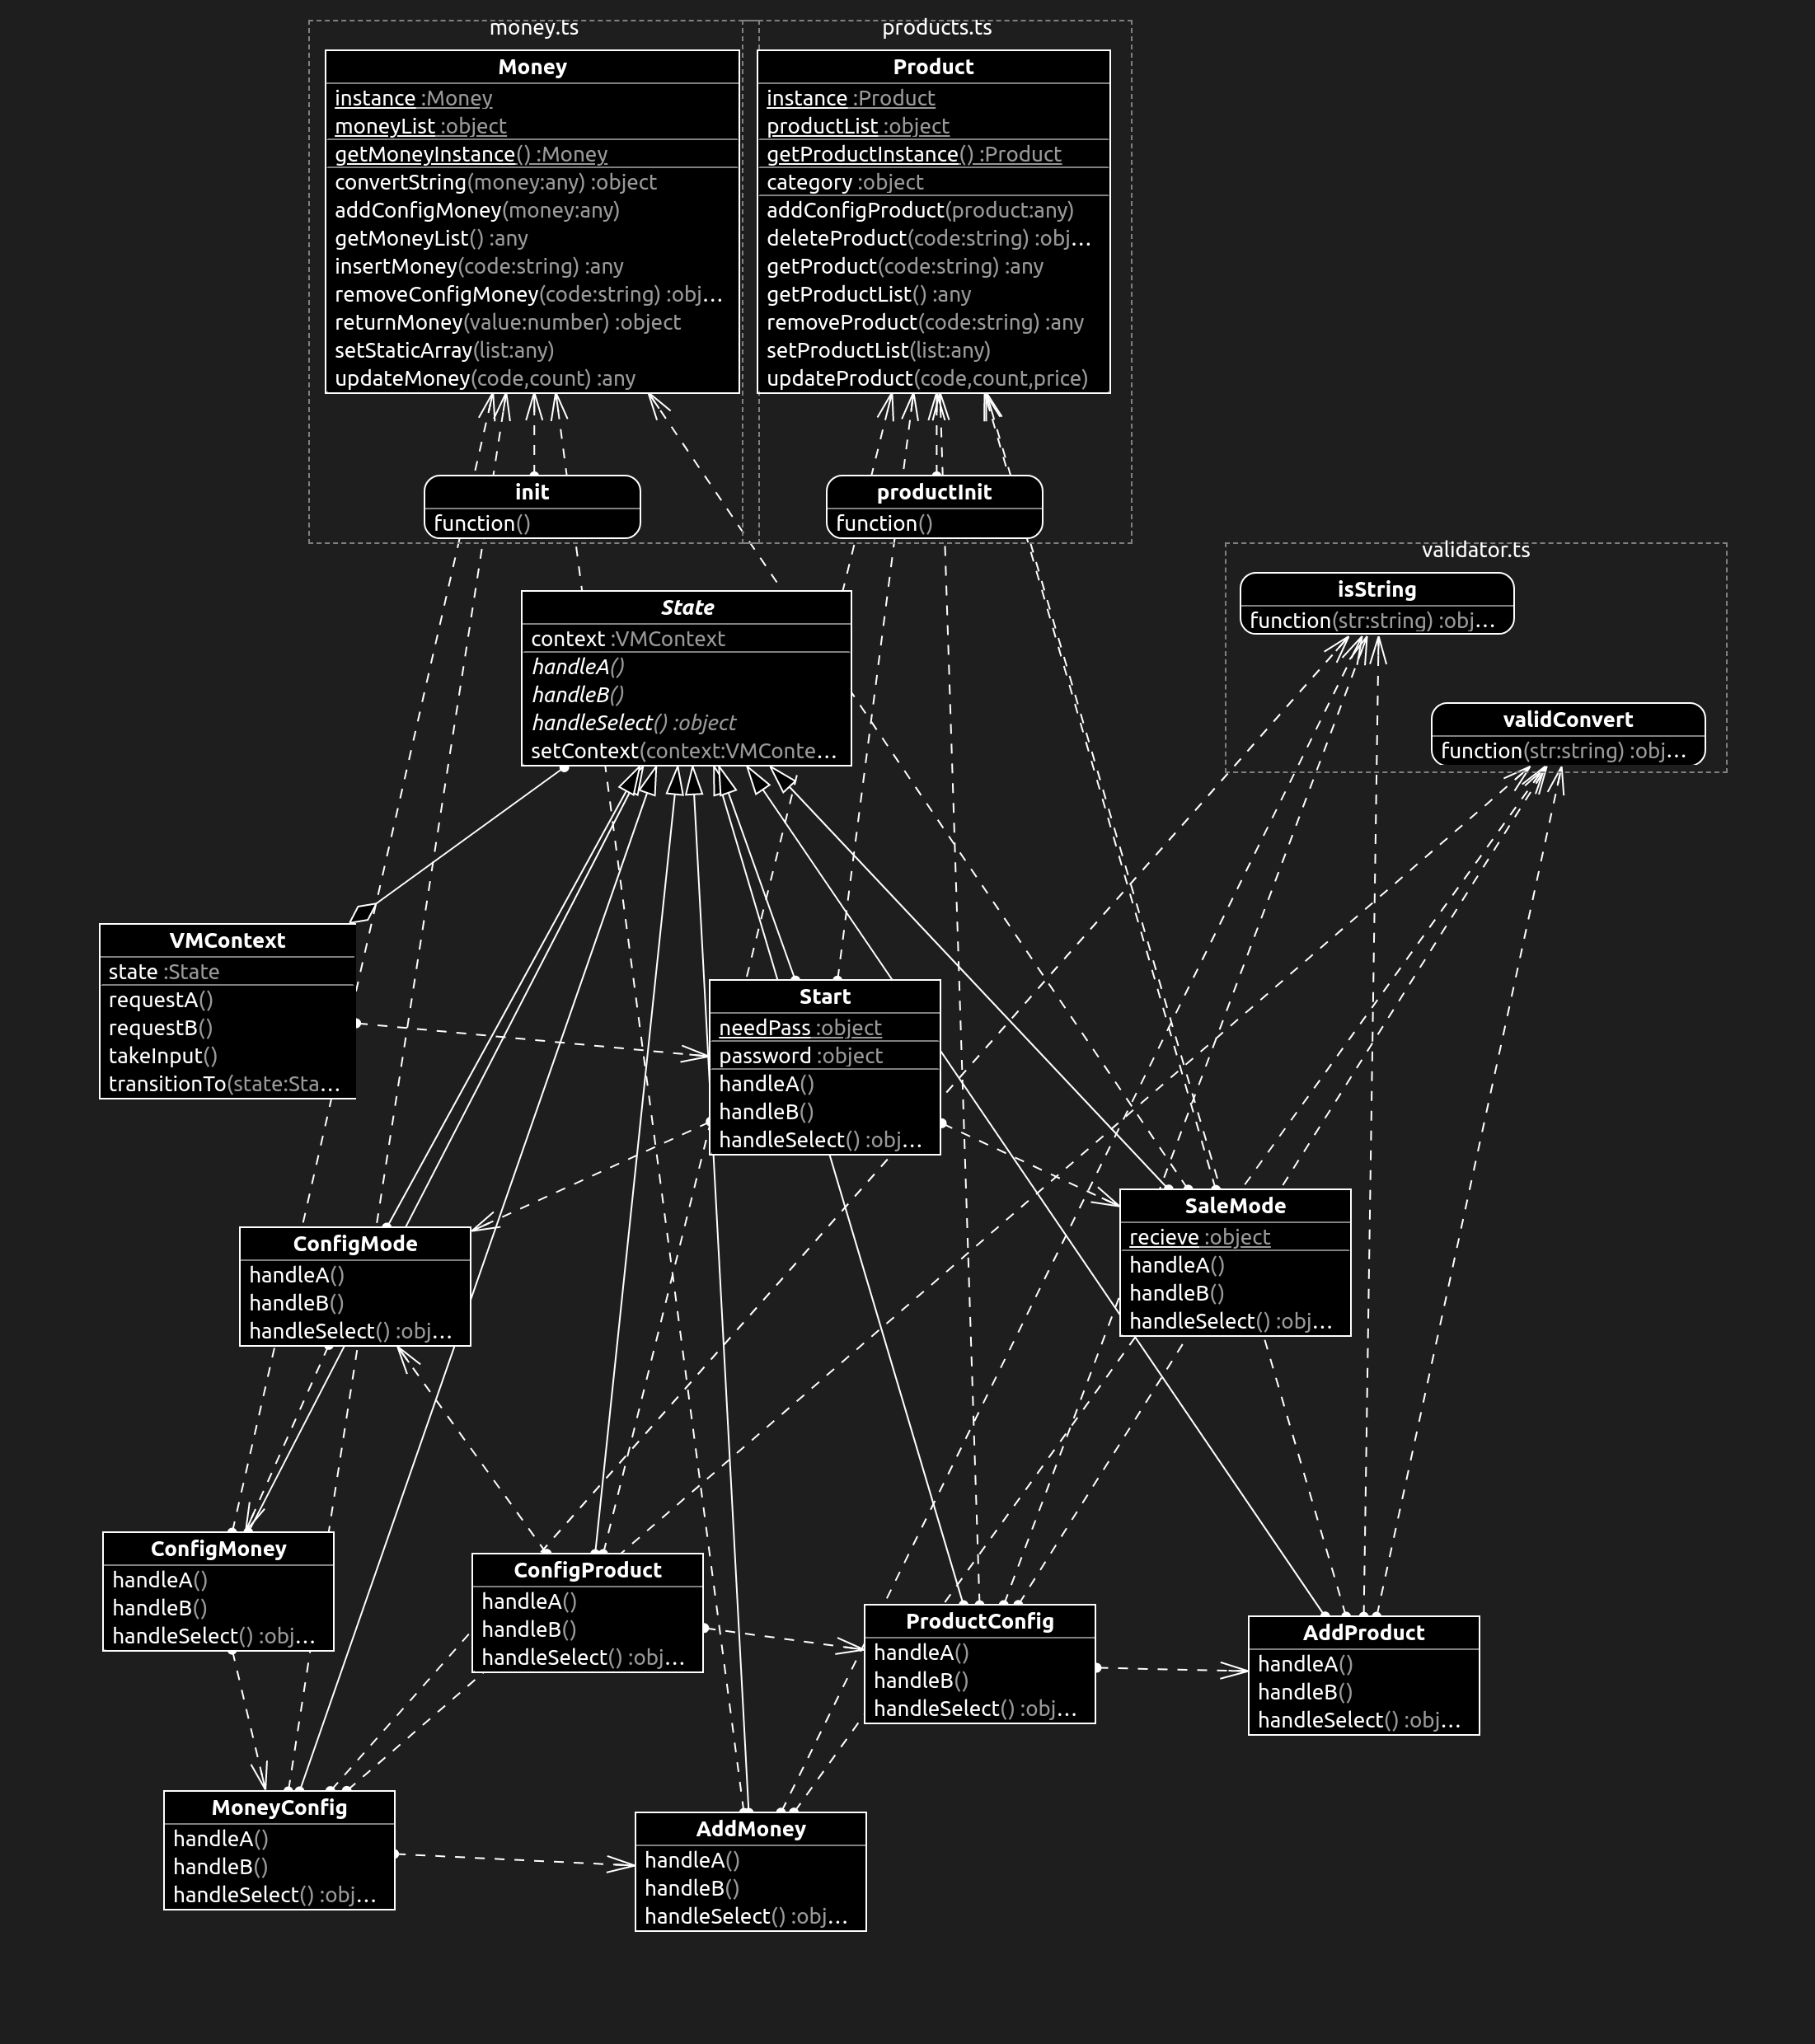 money.ts
Money
instance :Money
moneyList :object
getMoneyInstance() :Money
convertString(money:any) :object
addConfigMoney(money:any)
getMoneyList() :any
insertMoney(code:string) :any
removeConfigMoney(code:string) :obj…
returnMoney(value:number) :object
setStaticArray(list:any)
updateMoney(code,count) :any
init
function()
products.ts
Product
instance :Product
productList :object
getProductInstance() :Product
category :object
addConfigProduct(product:any)
deleteProduct(code:string) :obj…
getProduct(code:string) :any
getProductList() :any
removeProduct(code:string) :any
setProductList(list:any)
updateProduct(code,count,price)
productInit
function()
validator.ts
isString
function(str:string) :obj…
validConvert
function(str:string) :obj…
State
context :VMContext
handleA()
handleB()
handleSelect() :object
setContext(context:VMConte…
VMContext
state :State
requestA()
requestB()
takeInput()
transitionTo(state:Sta…
Start
needPass :object
password :object
handleA()
handleB()
handleSelect() :obj…
SaleMode
recieve :object
handleA()
handleB()
handleSelect() :obj…
ConfigMode
handleA()
handleB()
handleSelect() :obj…
ConfigMoney
handleA()
handleB()
handleSelect() :obj…
ConfigProduct
handleA()
handleB()
handleSelect() :obj…
ProductConfig
handleA()
handleB()
handleSelect() :obj…
AddProduct
handleA()
handleB()
handleSelect() :obj…
MoneyConfig
handleA()
handleB()
handleSelect() :obj…
AddMoney
handleA()
handleB()
handleSelect() :obj…